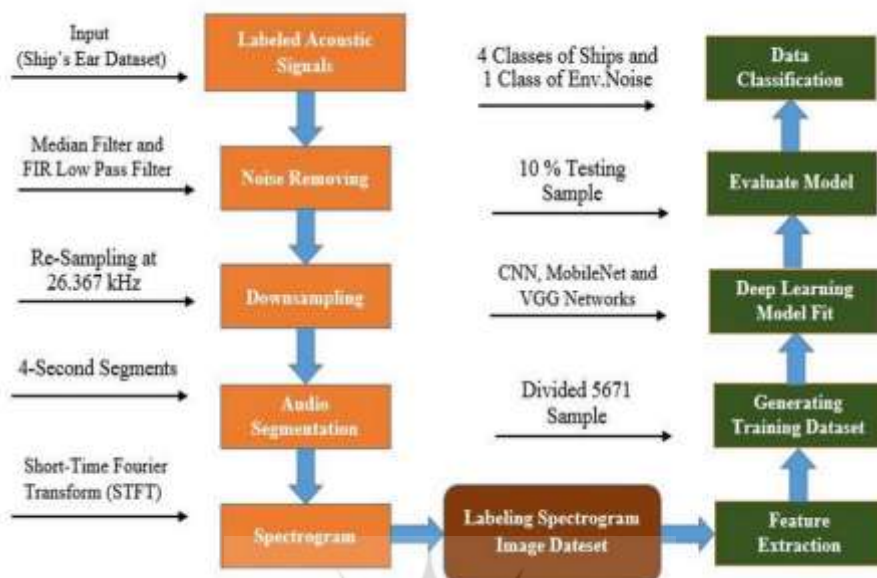 Input
(Ship's Ear Dataset)
Labeled Acoustic
Signals
Median Filter and
FIR Low Pass Filter
Noise Removing
Re-Sampling at
26.367 kHz
Downsampling
4-Second Segments
Audio
Segmentation
Short-Time Fourier
Transform (STFT)
Spectrogram
Labeling Spectrogram
Image Dateset
Feature
Extraction
Divided 5671
Sample
Generating
Training Dataset
CNN, MobileNet and
VGG Networks
Deep Learning
Model Fit
10 % Testing
Sample
Evaluate Model
4 Classes of Ships and
1 Class of Env.Noise
Data
Classification